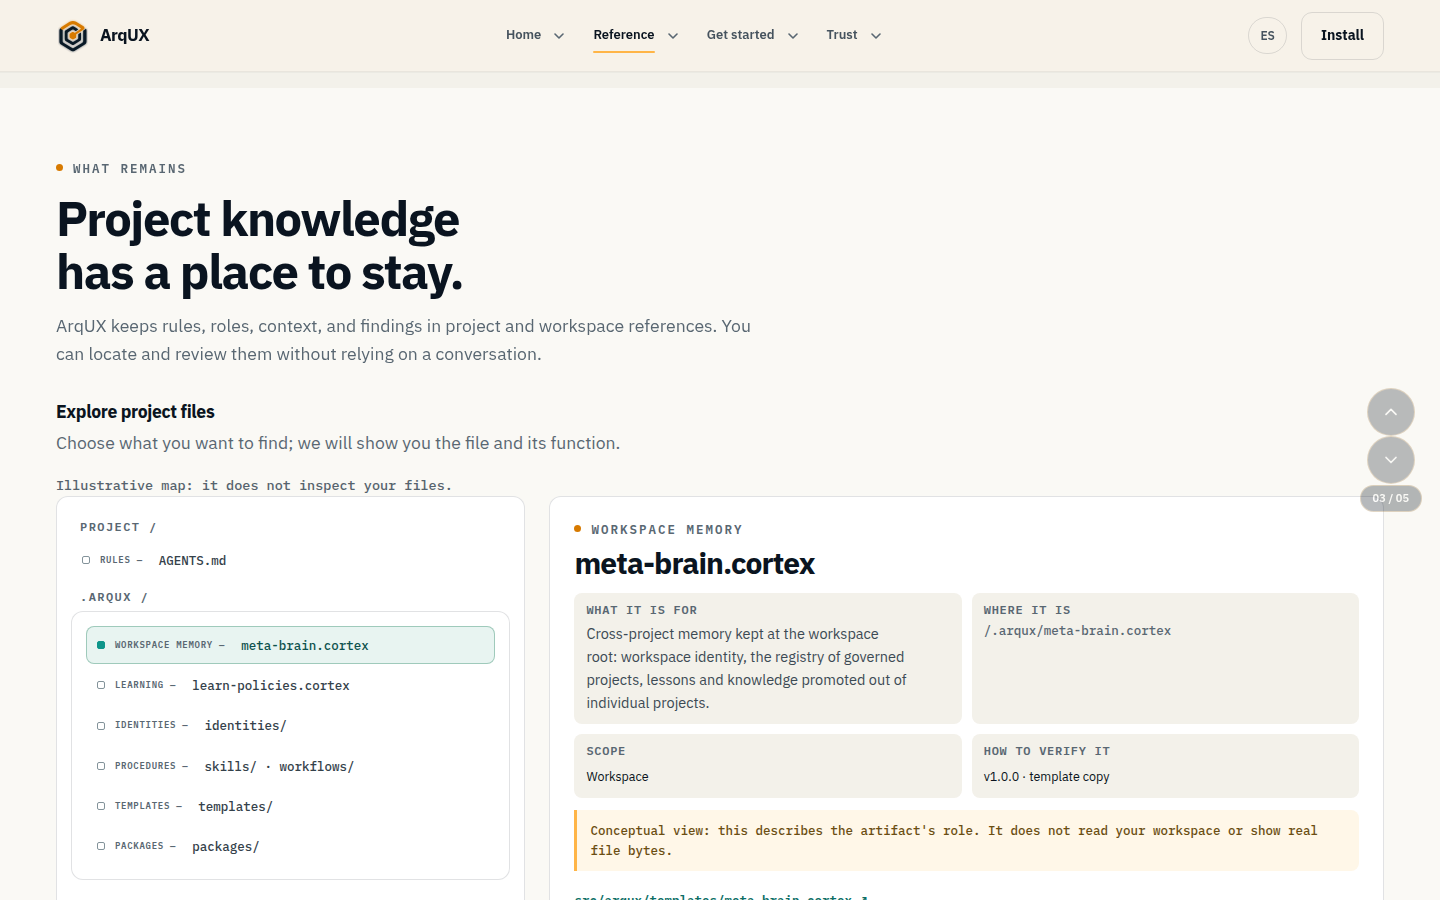 ArqUX
Home
Reference
Get started
Trust
ES
Install
WHAT REMAINS
Project knowledge
has a place to stay.
ArqUX keeps rules, roles, context, and findings in project and workspace references. You
can locate and review them without relying on a conversation.
Explore project files
Choose what you want to find; we will show you the file and its function.
Illustrative map: it does not inspect your files.
PROJECT /
RULES — AGENTS.md
.ARQUX /
WORKSPACE MEMORY — meta-brain.cortex
LEARNING — learn-policies.cortex
IDENTITIES — identities/
PROCEDURES — skills/ · workflows/
TEMPLATES — templates/
PACKAGES — packages/
WORKSPACE MEMORY
meta-brain.cortex
WHAT IT IS FOR
Cross-project memory kept at the workspace
root: workspace identity, the registry of governed
projects, lessons and knowledge promoted out of
individual projects.
WHERE IT IS
/.arqux/meta-brain.cortex
SCOPE
Workspace
HOW TO VERIFY IT
v1.0.0 · template copy
Conceptual view: this describes the artifact's role. It does not read your workspace or show real
file bytes.
src/arqux/templates/meta-brain.cortex ↗
03 / 05